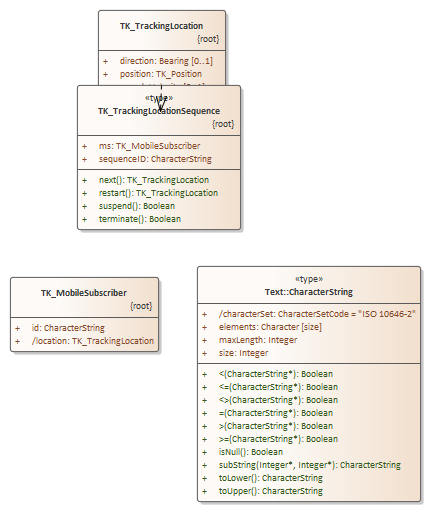 TK_TrackingLocation
{root}
+ direction: Bearing [0..1]
+ position: TK_Position
«type»
TK_TrackingLocationSequence
{root}
+ ms: TK_MobileSubscriber
+ sequenceID: CharacterString
+ next(): TK_TrackingLocation
+ restart(): TK_TrackingLocation
+ suspend(): Boolean
+ terminate(): Boolean
TK_MobileSubscriber
{root}
+ id: CharacterString
+ /location: TK_TrackingLocation
«type»
Text::CharacterString
+ /characterSet: CharacterSetCode = "ISO 10646-2"
+ elements: Character [size]
+ maxLength: Integer
+ size: Integer
+ <(CharacterString*): Boolean
+ <=(CharacterString*): Boolean
+ <>(CharacterString*): Boolean
+ =(CharacterString*): Boolean
+ >(CharacterString*): Boolean
+ >=(CharacterString*): Boolean
+ isNull(): Boolean
+ subString(Integer*, Integer*): CharacterString
+ toLower(): CharacterString
+ toUpper(): CharacterString